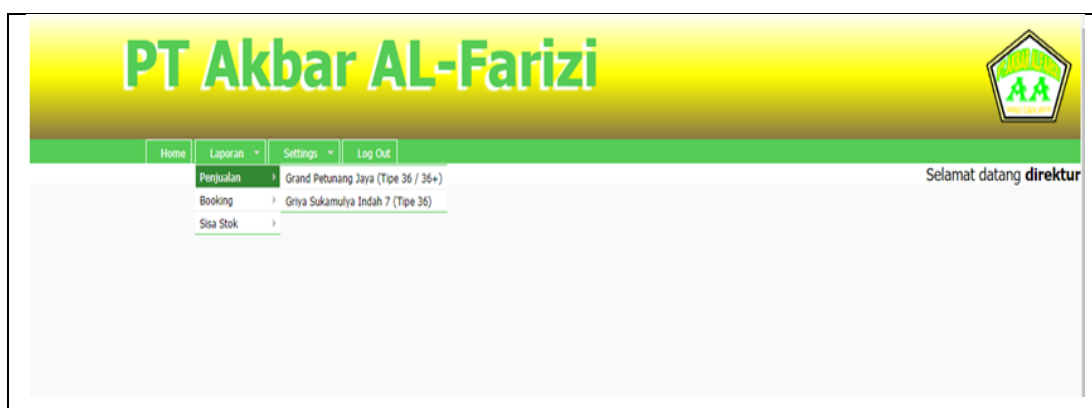 PT Akbar AL-Farizi
AA
Home Laporan Settings Log Out
Selamat datang direktur
Penjualan Grand Petunang Jaya (Tipe 36 / 36+)
Booking Griya Sukamulya Indah 7 (Tipe 36)
Sisa Stok